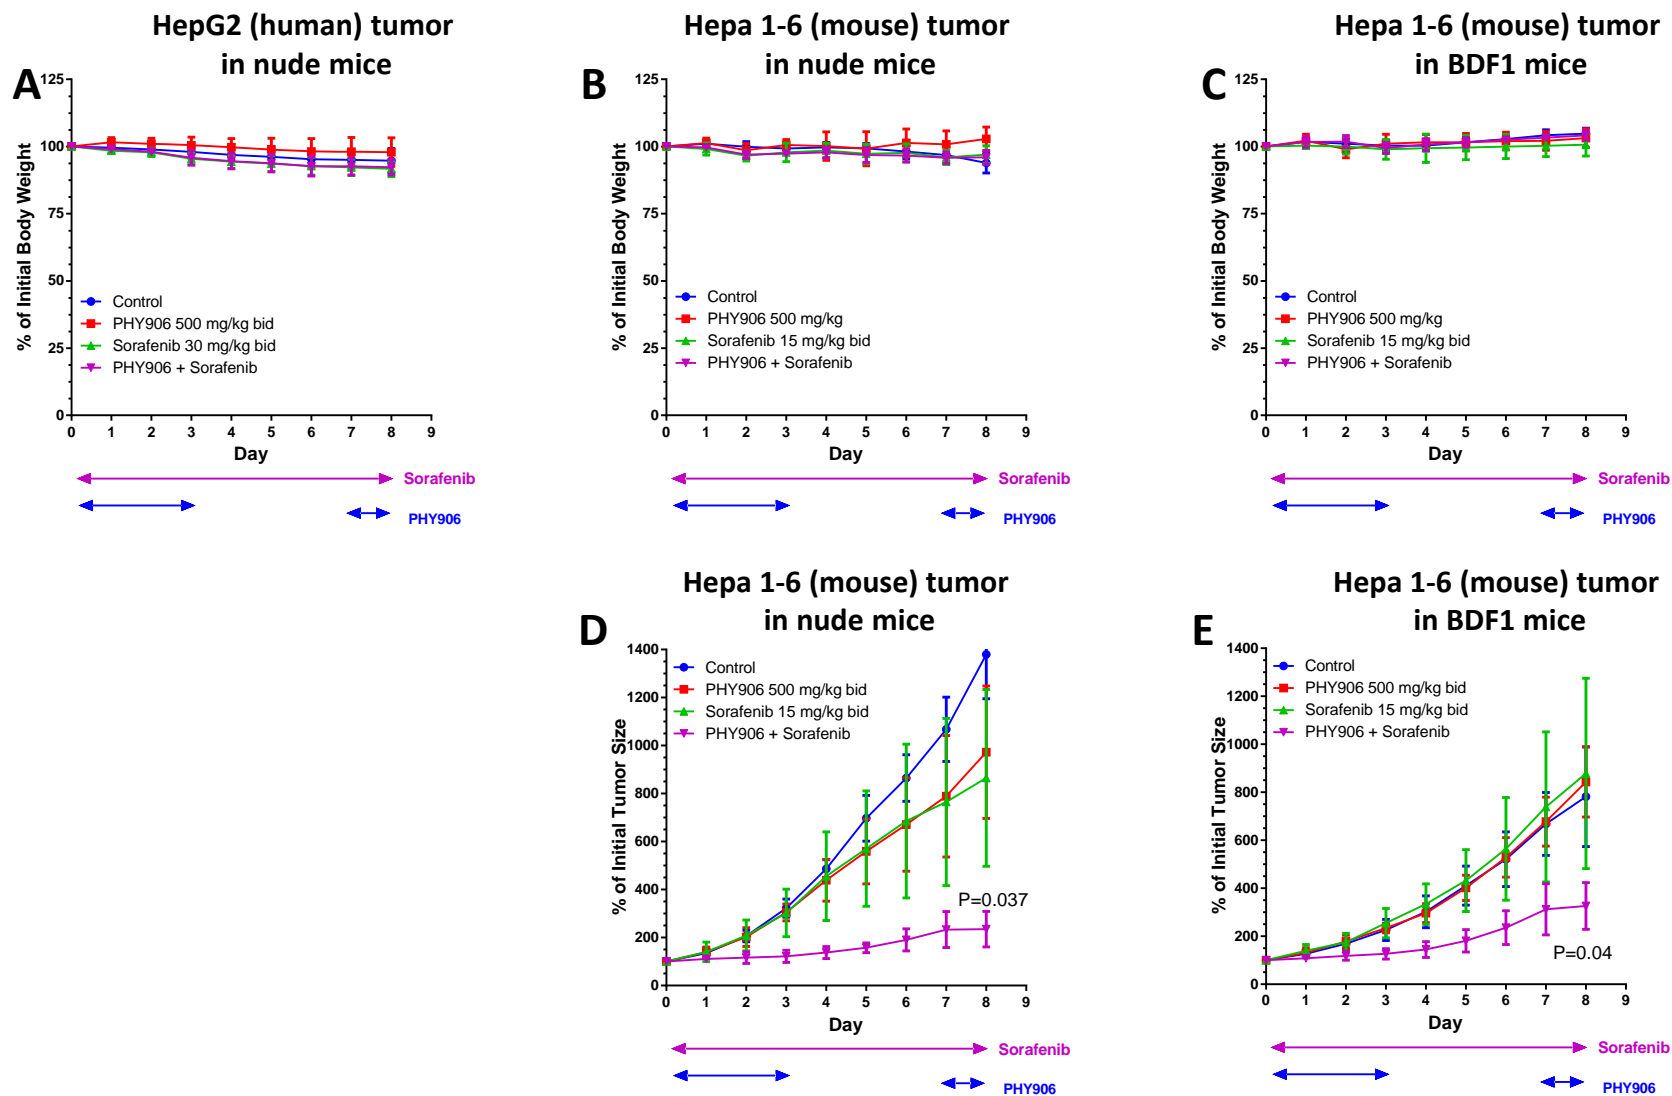 HepG2 (human) tumor
in nude mice
Hepa 1-6 (mouse) tumor
in nude mice
Hepa 1-6 (mouse) tumor
in BDF1 mice
A
% of Initial Body Weight
125
100
75
50
25
0
Control
PHY906 500 mg/kg bid
Sorafenib 30 mg/kg bid
PHY906 + Sorafenib
0 1 2 3 4 5 6 7 8 9
Day
Sorafenib
PHY906
B
% of Initial Body Weight
125
100
75
50
25
0
Control
PHY906 500 mg/kg
Sorafenib 15 mg/kg bid
PHY906 + Sorafenib
0 1 2 3 4 5 6 7 8 9
Day
Sorafenib
PHY906
C
% of Initial Body Weight
125
100
75
50
25
0
Control
PHY906 500 mg/kg
Sorafenib 15 mg/kg bid
PHY906 + Sorafenib
0 1 2 3 4 5 6 7 8 9
Day
Sorafenib
PHY906
Hepa 1-6 (mouse) tumor
in nude mice
D
% of Initial Tumor Size
1400
1200
1000
800
600
400
200
0
Control
PHY906 500 mg/kg bid
Sorafenib 15 mg/kg bid
PHY906 + Sorafenib
P=0.037
0 1 2 3 4 5 6 7 8 9
Day
Sorafenib
PHY906
Hepa 1-6 (mouse) tumor
in BDF1 mice
E
% of Initial Tumor Size
1400
1200
1000
800
600
400
200
0
Control
PHY906 500 mg/kg bid
Sorafenib 15 mg/kg bid
PHY906 + Sorafenib
P=0.04
0 1 2 3 4 5 6 7 8 9
Day
Sorafenib
PHY906